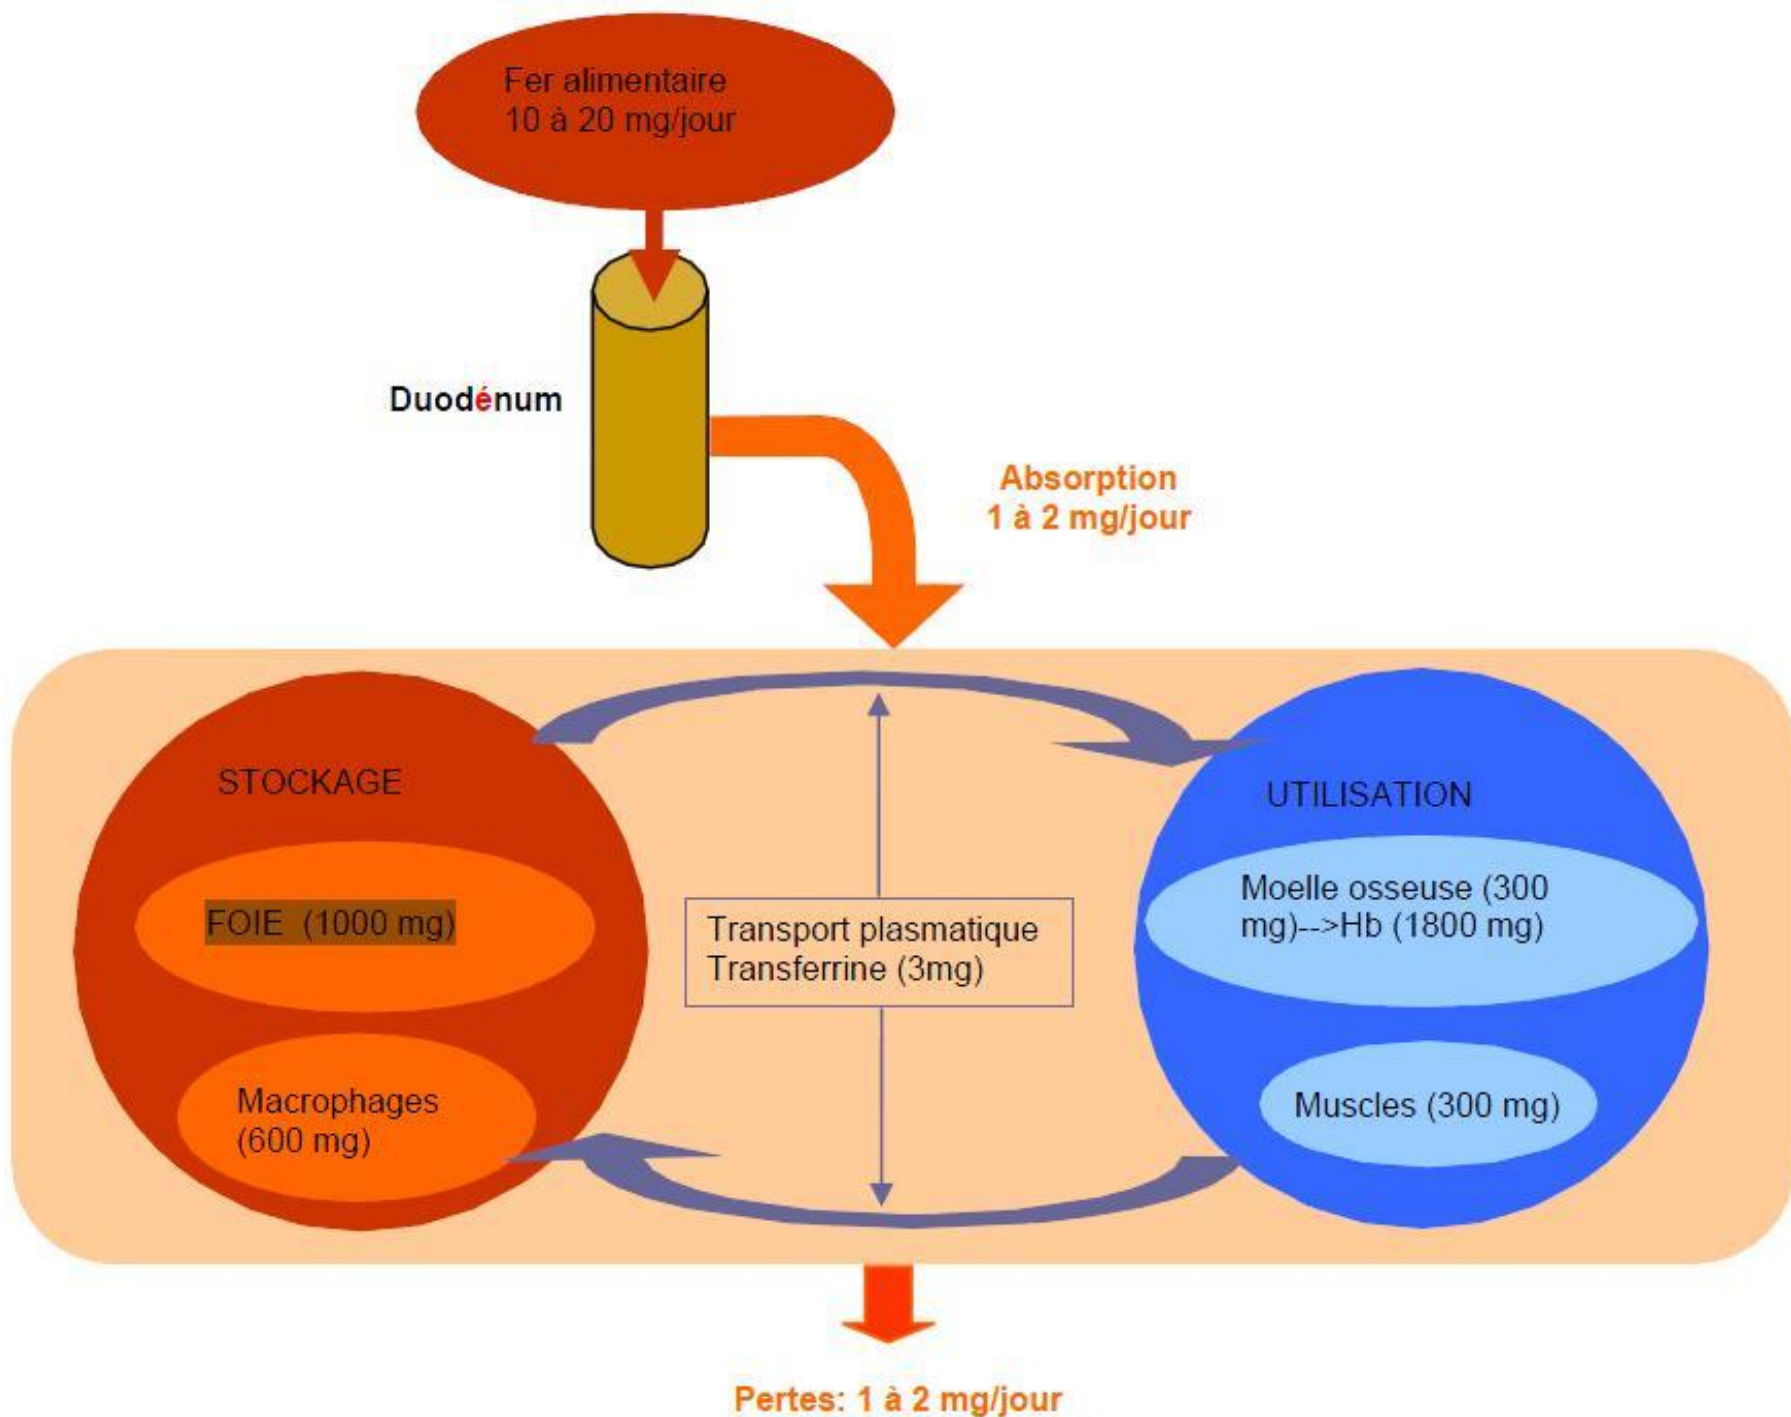 Fer alimentaire
10 à 20 mg/jour
Duodénum
Absorption
1 à 2 mg/jour
STOCKAGE
FOIE (1000 mg)
Macrophages
(600 mg)
Transport plasmatique
Transferrine (3mg)
UTILISATION
Moelle osseuse (300
mg)-->Hb (1800 mg)
Muscles (300 mg)
Pertes: 1 à 2 mg/jour